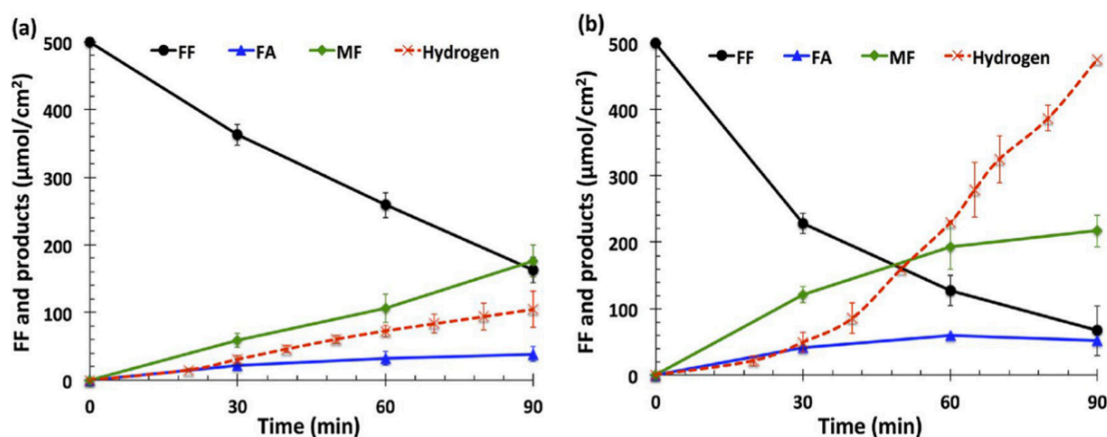 (a)
FF FA MF Hydrogen
FF and products (µmol/cm²)
500
400
300
200
100
0
0 30 60 90
Time (min)
(b)
FF FA MF Hydrogen
FF and products (µmol/cm²)
500
400
300
200
100
0
0 30 60 90
Time (min)